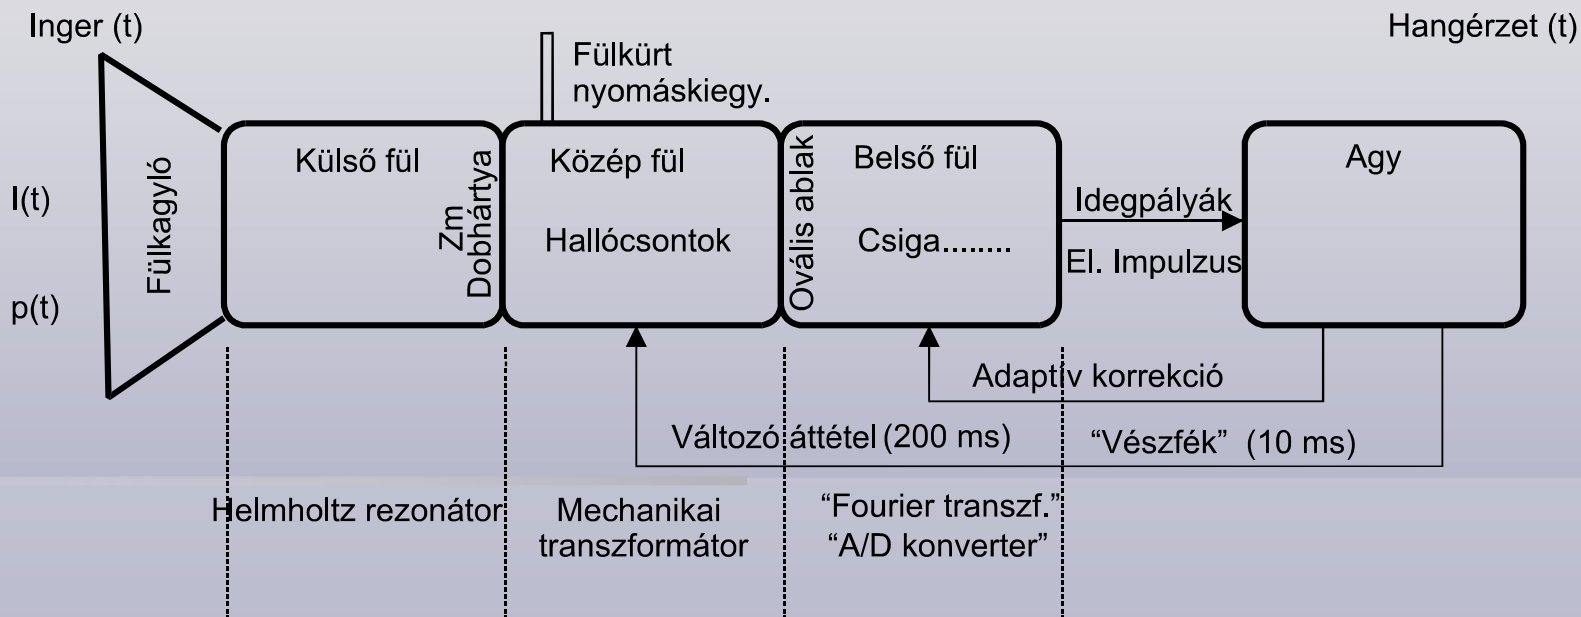 Inger (t)
Hangérzet (t)
Fülkürt
nyomáskiegy.
I(t)
p(t)
Fülkagyló
Külső fül
Zm
Dobhártya
Közép fül
Hallócsontok
Ovális ablak
Belső fül
Csiga........
Idegpályák
El. Impulzus
Agy
Adaptív korrekció
Változó áttétel (200 ms)
“Vészfék” (10 ms)
Helmholtz rezonátor
Mechanikai
transzformátor
“Fourier transzf.”
“A/D konverter”